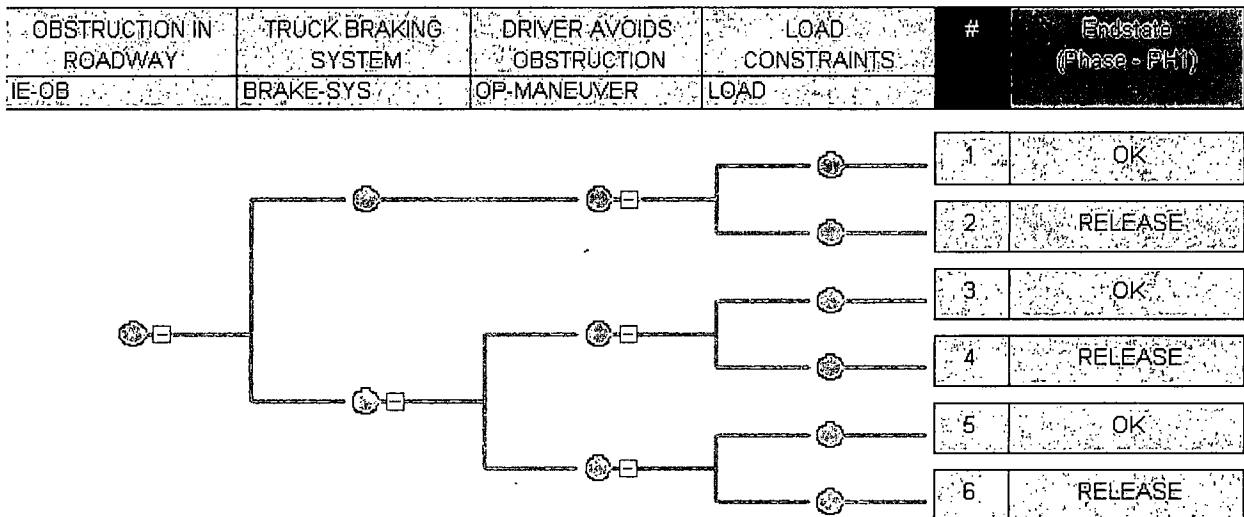 OBSTRUCTION IN
ROADWAY
TRUCK BRAKING
SYSTEM
DRIVER AVOIDS
OBSTRUCTION
LOAD
CONSTRAINTS
#
Endstate
(Phase - PH1)
IE-OB
BRAKE-SYS
OP-MANEUVER
LOAD
1 OK
2 RELEASE
3 OK
4 RELEASE
5 OK
6 RELEASE